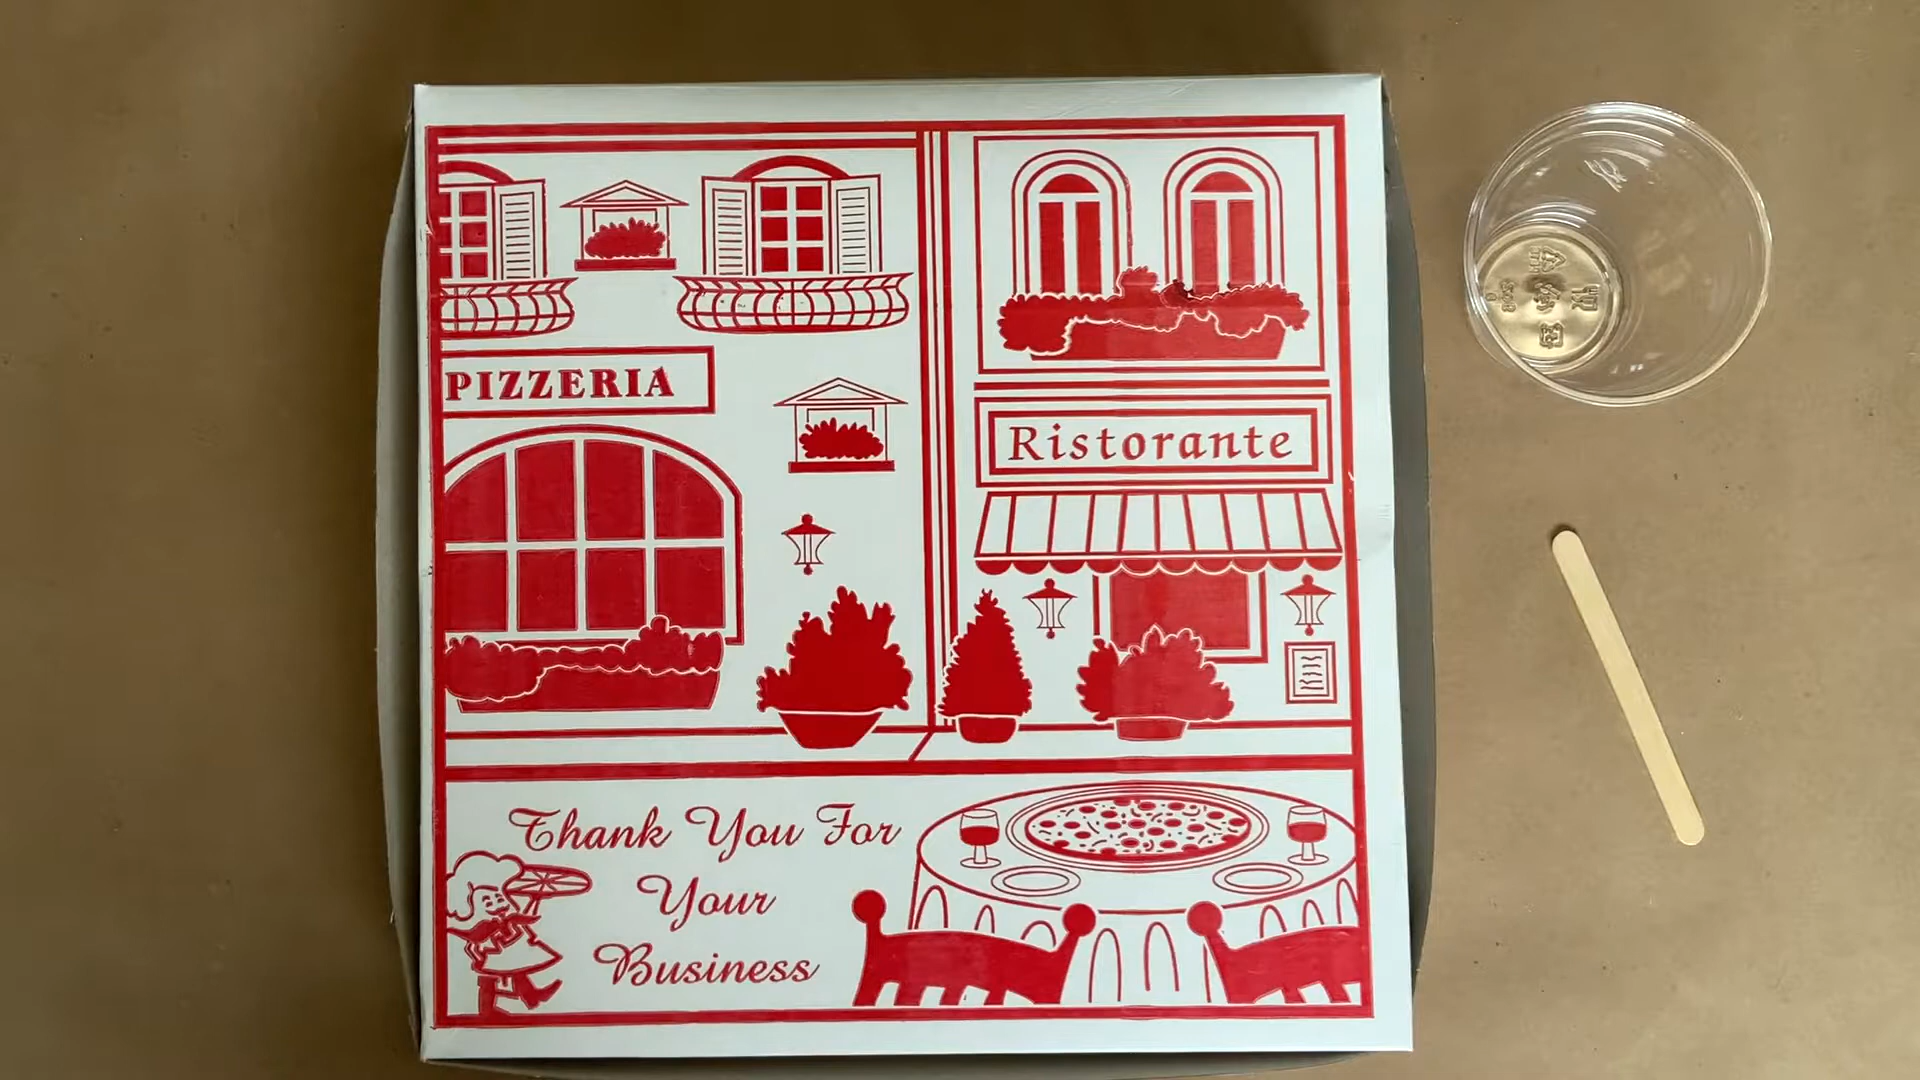 PIZZERIA
Ristorante
Thank You For
Your
Business